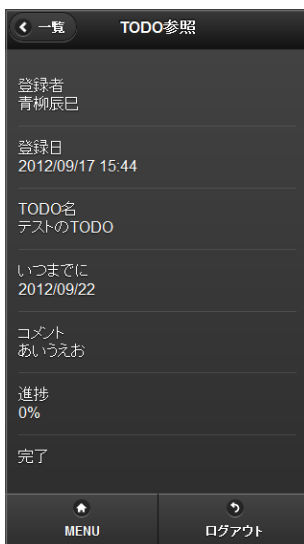 一覧
TODO参照
登録者
青柳辰巳
登録日
2012/09/17 15:44
TODO名
テストのTODO
いつまでに
2012/09/22
コメント
あいうえお
進捗
0%
完了
MENU
ログアウト